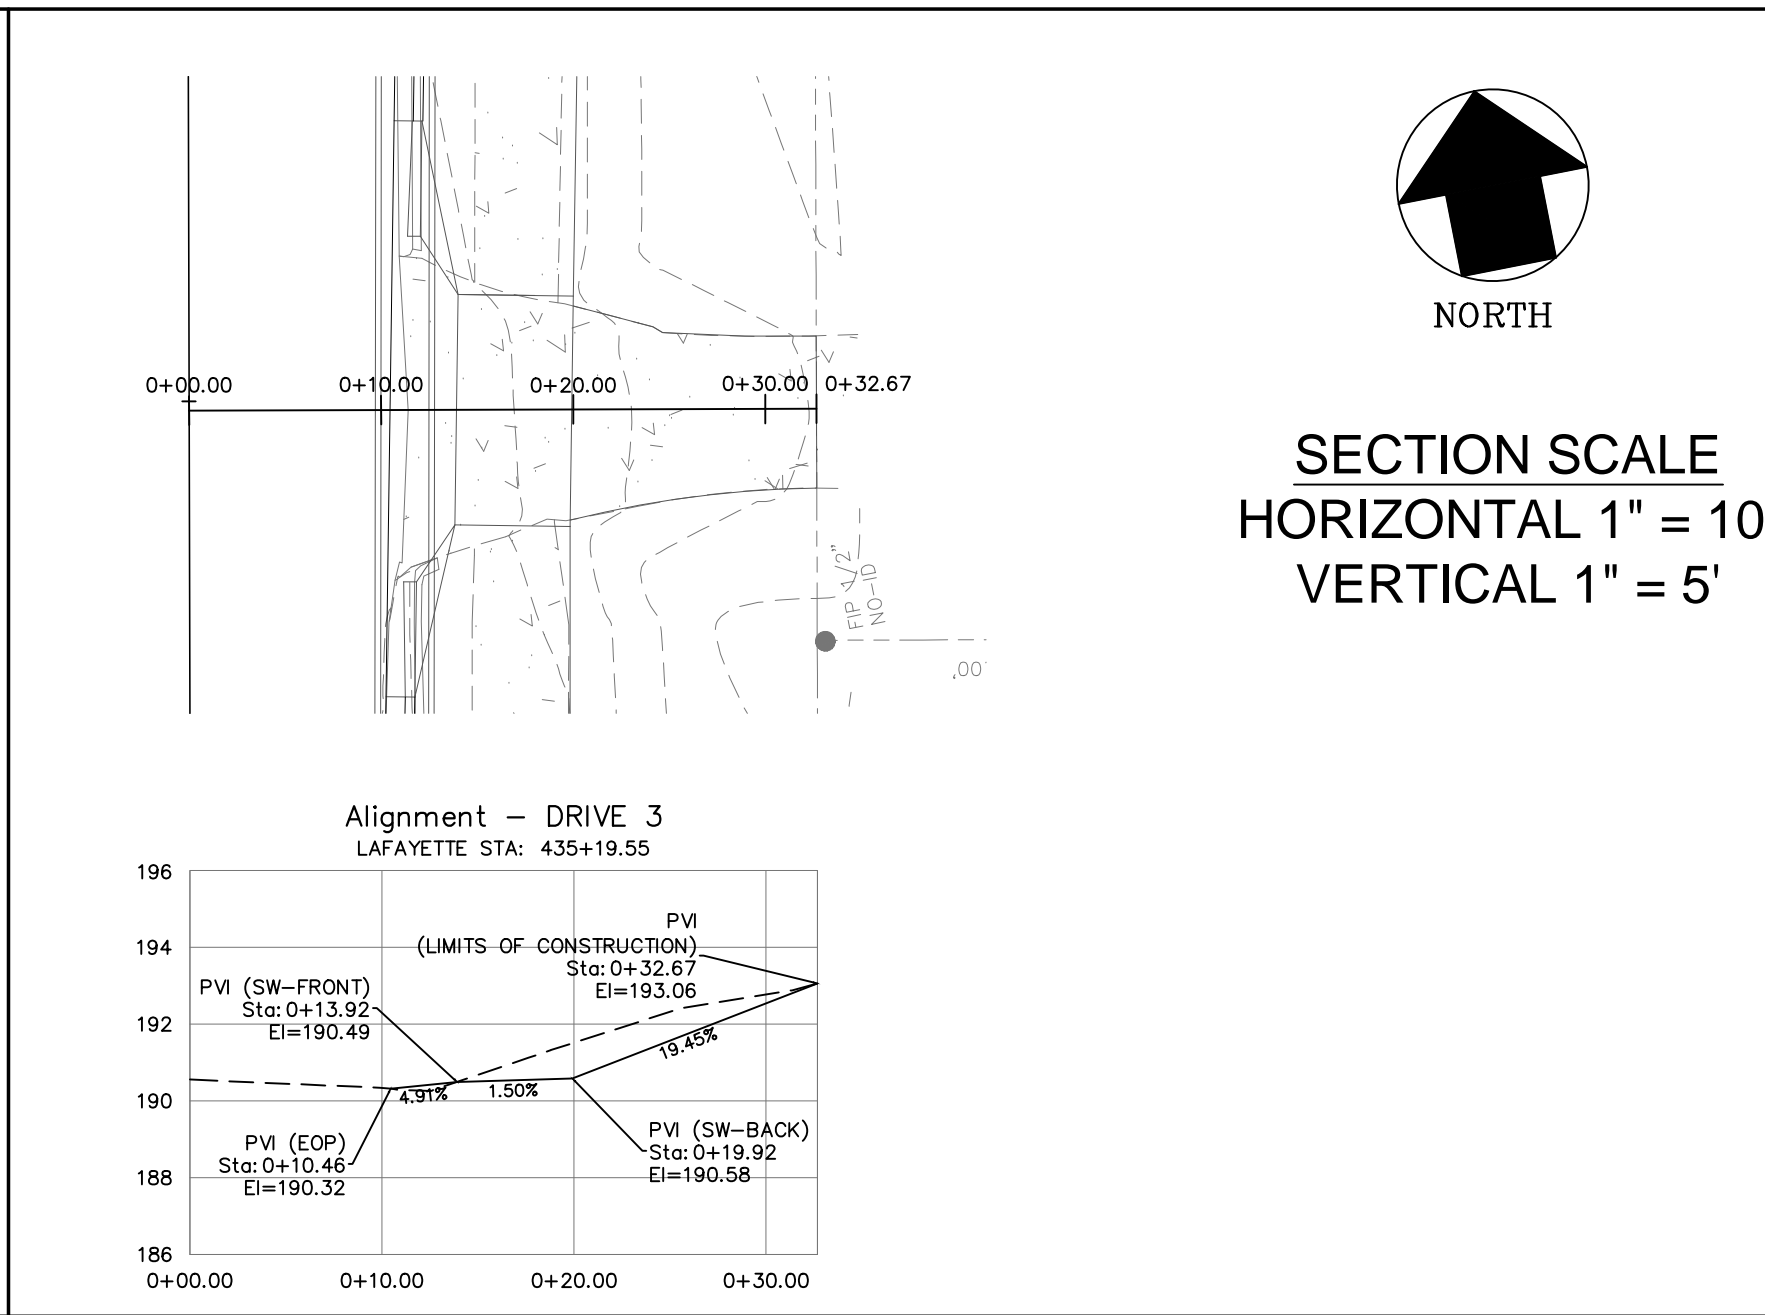 NORTH
0+00.00
0+10.00
0+20.00
0+30.00
0+32.67
SECTION SCALE
HORIZONTAL 1" = 10
VERTICAL 1" = 5'
FIP 1/2"
NO-ID
Alignment - DRIVE 3
LAFAYETTE STA: 435+19.55
196
194
192
190
188
186
PVI
(LIMITS OF CONSTRUCTION)
Sta: 0+32.67
El=193.06
PVI (SW-FRONT)
Sta: 0+13.92
El=190.49
19.45%
4.91%
1.50%
PVI (EOP)
Sta: 0+10.46
El=190.32
PVI (SW-BACK)
Sta: 0+19.92
El=190.58
0+00.00
0+10.00
0+20.00
0+30.00